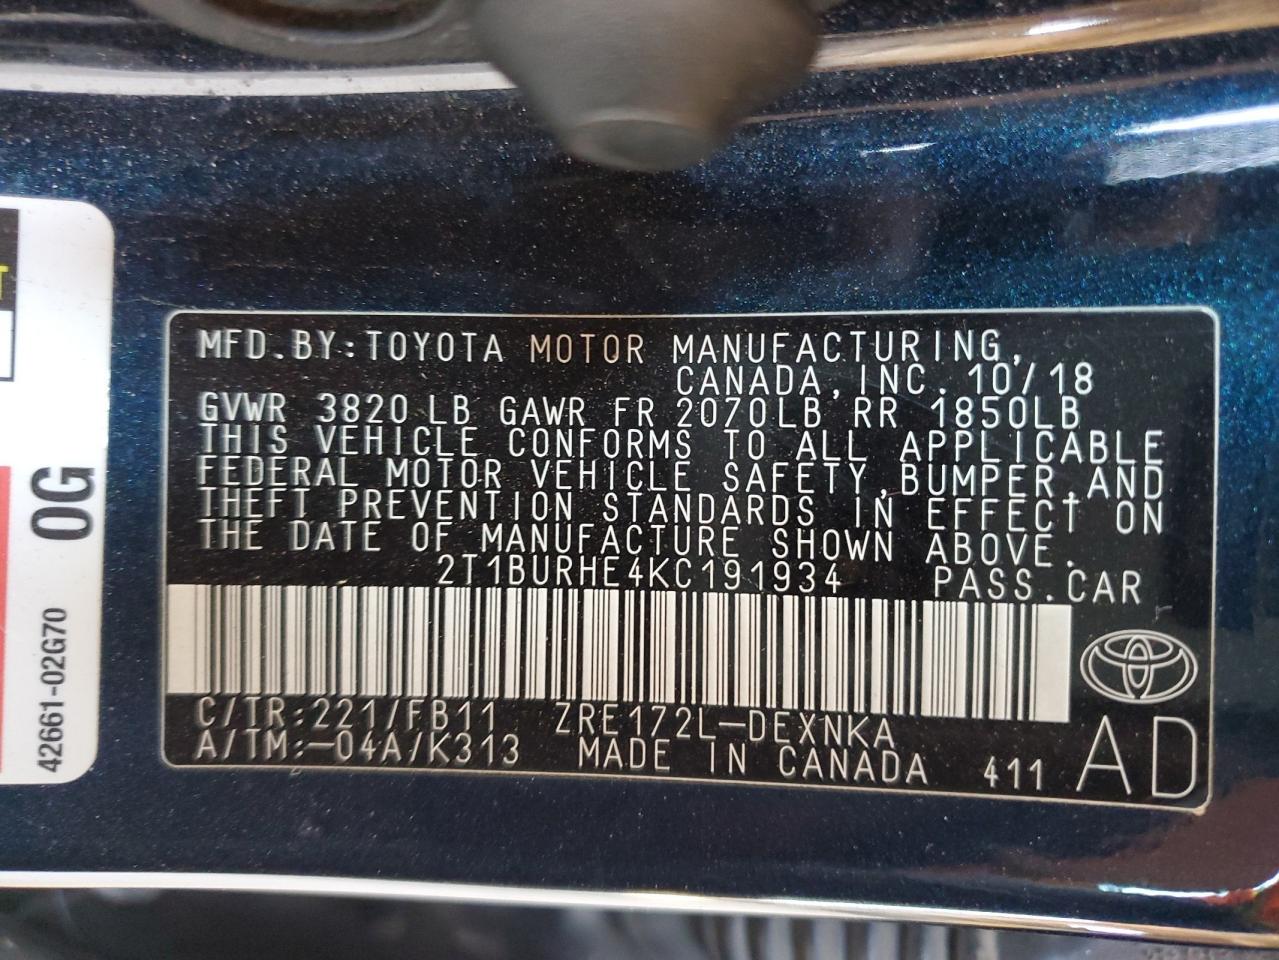 MFD.BY:TOYOTA MOTOR MANUFACTURING,
CANADA,INC. 10/18
GVWR 3820 LB GAWR FR 2070LB RR 1850LB
THIS VEHICLE CONFORMS TO ALL APPLICABLE
FEDERAL MOTOR VEHICLE SAFETY,BUMPER,AND
THEFT PREVENTION STANDARDS IN EFFECT ON
THE DATE OF MANUFACTURE SHOWN ABOVE.
2T1BURHE4KC191934 PASS.CAR
C/TR:221/FB11 ZRE172L-DEXNKA
A/TM:-04A/K313 MADE IN CANADA 411 AD
0G
42661-02G70